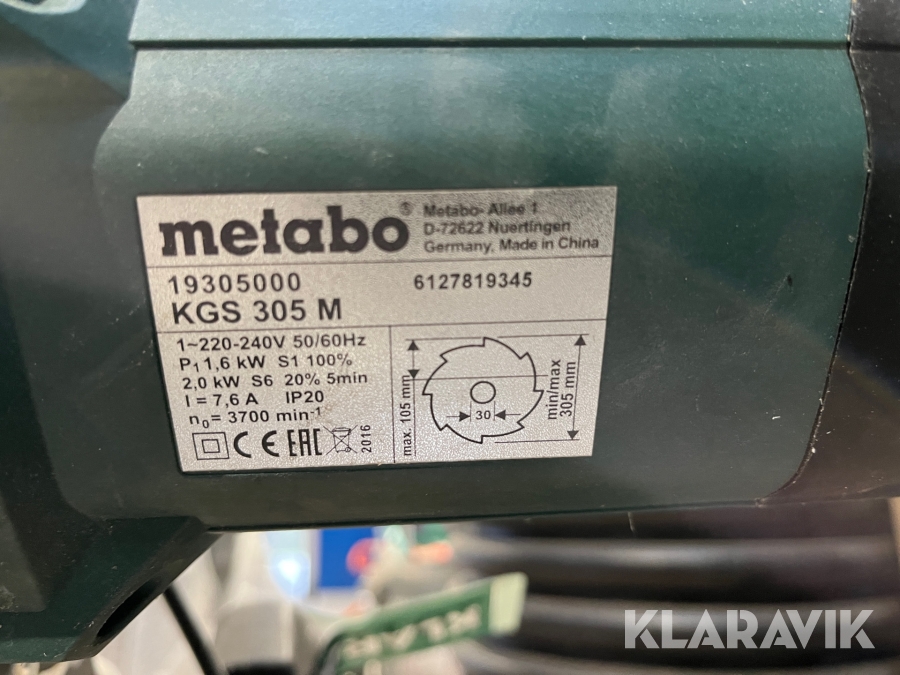 metabo®
Metabo- Allee 1
D-72622 Nuertingen
Germany, Made in China
19305000
6127819345
KGS 305 M
1~220-240V 50/60Hz
P1 1,6 kW S1 100%
2,0 kW S6 20% 5min
I = 7,6 A IP20
n0= 3700 min-1
CE EAC
2016
max. 105 mm
30
min/max
305 mm
KLAR
KLARAVIK